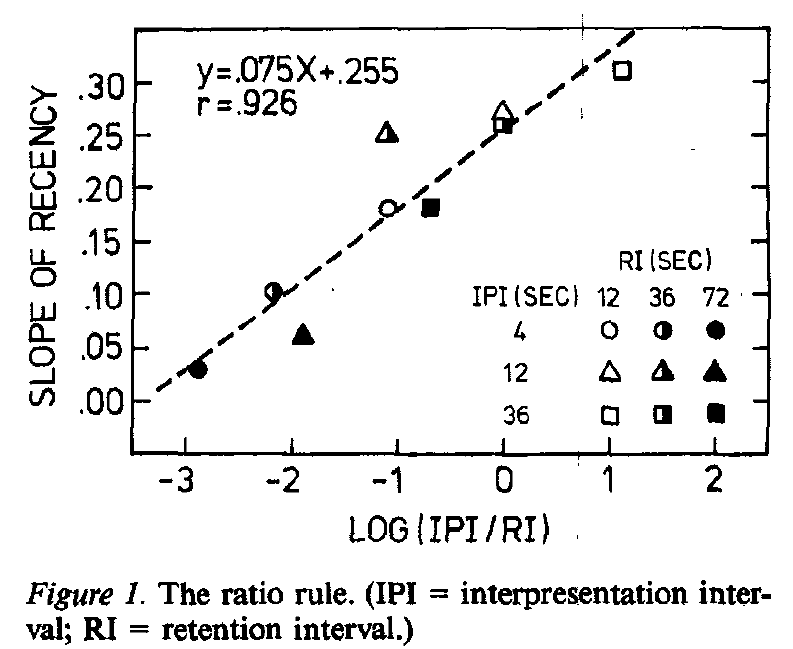 y=.075X+.255
r=.926
SLOPE OF RECENCY
.30
.25
.20
.15
.10
.05
.00
RI(SEC)
IPI(SEC) 12 36 72
4
12
36
-3 -2 -1 0 1 2
LOG(IPI/RI)
Figure 1. The ratio rule. (IPI = interpresentation inter-
val; RI = retention interval.)